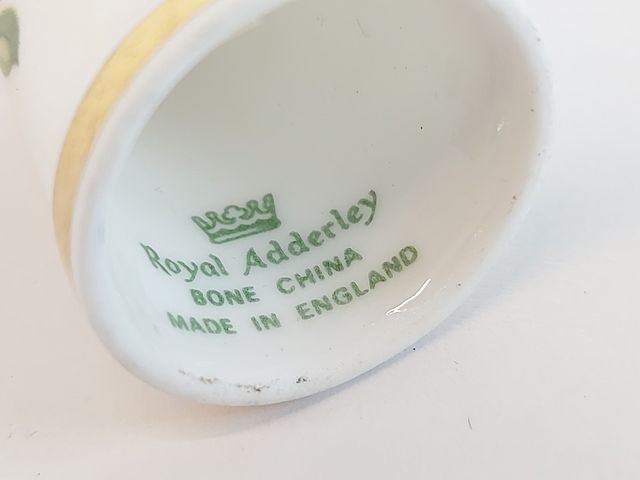 Royal Adderley
BONE CHINA
MADE IN ENGLAND